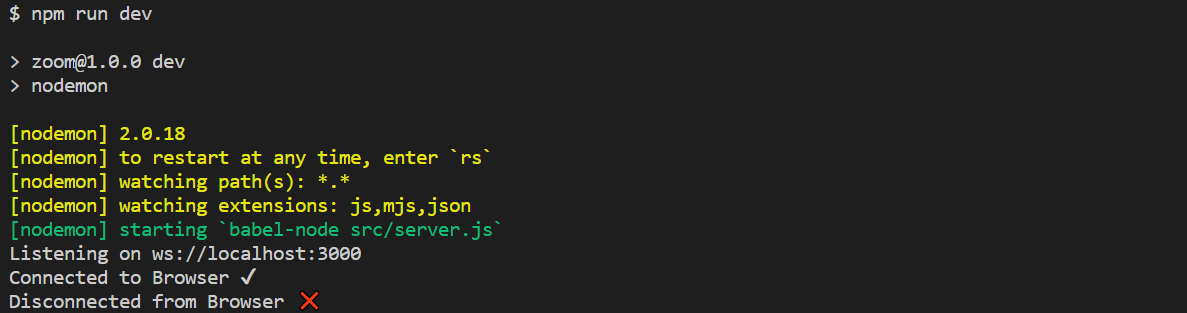 $ npm run dev
> zoom@1.0.0 dev
> nodemon
[nodemon] 2.0.18
[nodemon] to restart at any time, enter `rs`
[nodemon] watching path(s): *.*
[nodemon] watching extensions: js,mjs,json
[nodemon] starting `babel-node src/server.js`
Listening on ws://localhost:3000
Connected to Browser ✓
Disconnected from Browser ❌